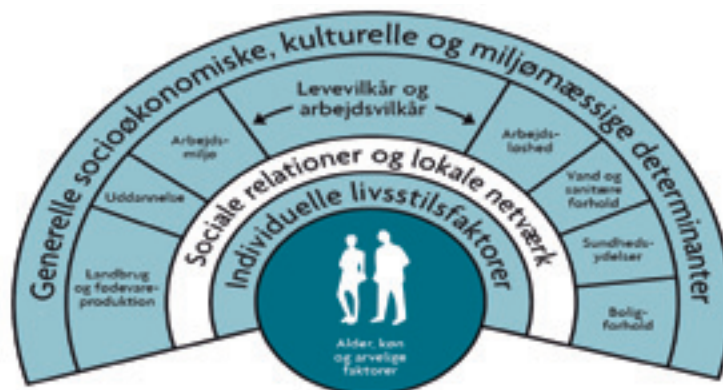 Generelle socioøkonomiske, kulturelle og miljømæssige determinanter
Levevilkår og
arbejdsvilkår
Landbrug
og fødevare-
produktion
Uddannelse
Arbejds-
miljø
Arbejds-
løshed
Vand og
sanitære
forhold
Sundheds-
ydelser
Bolig-
forhold
Sociale relationer og lokale netværk
Individuelle livsstilsfaktorer
Alder, køn
og arvelige
faktorer